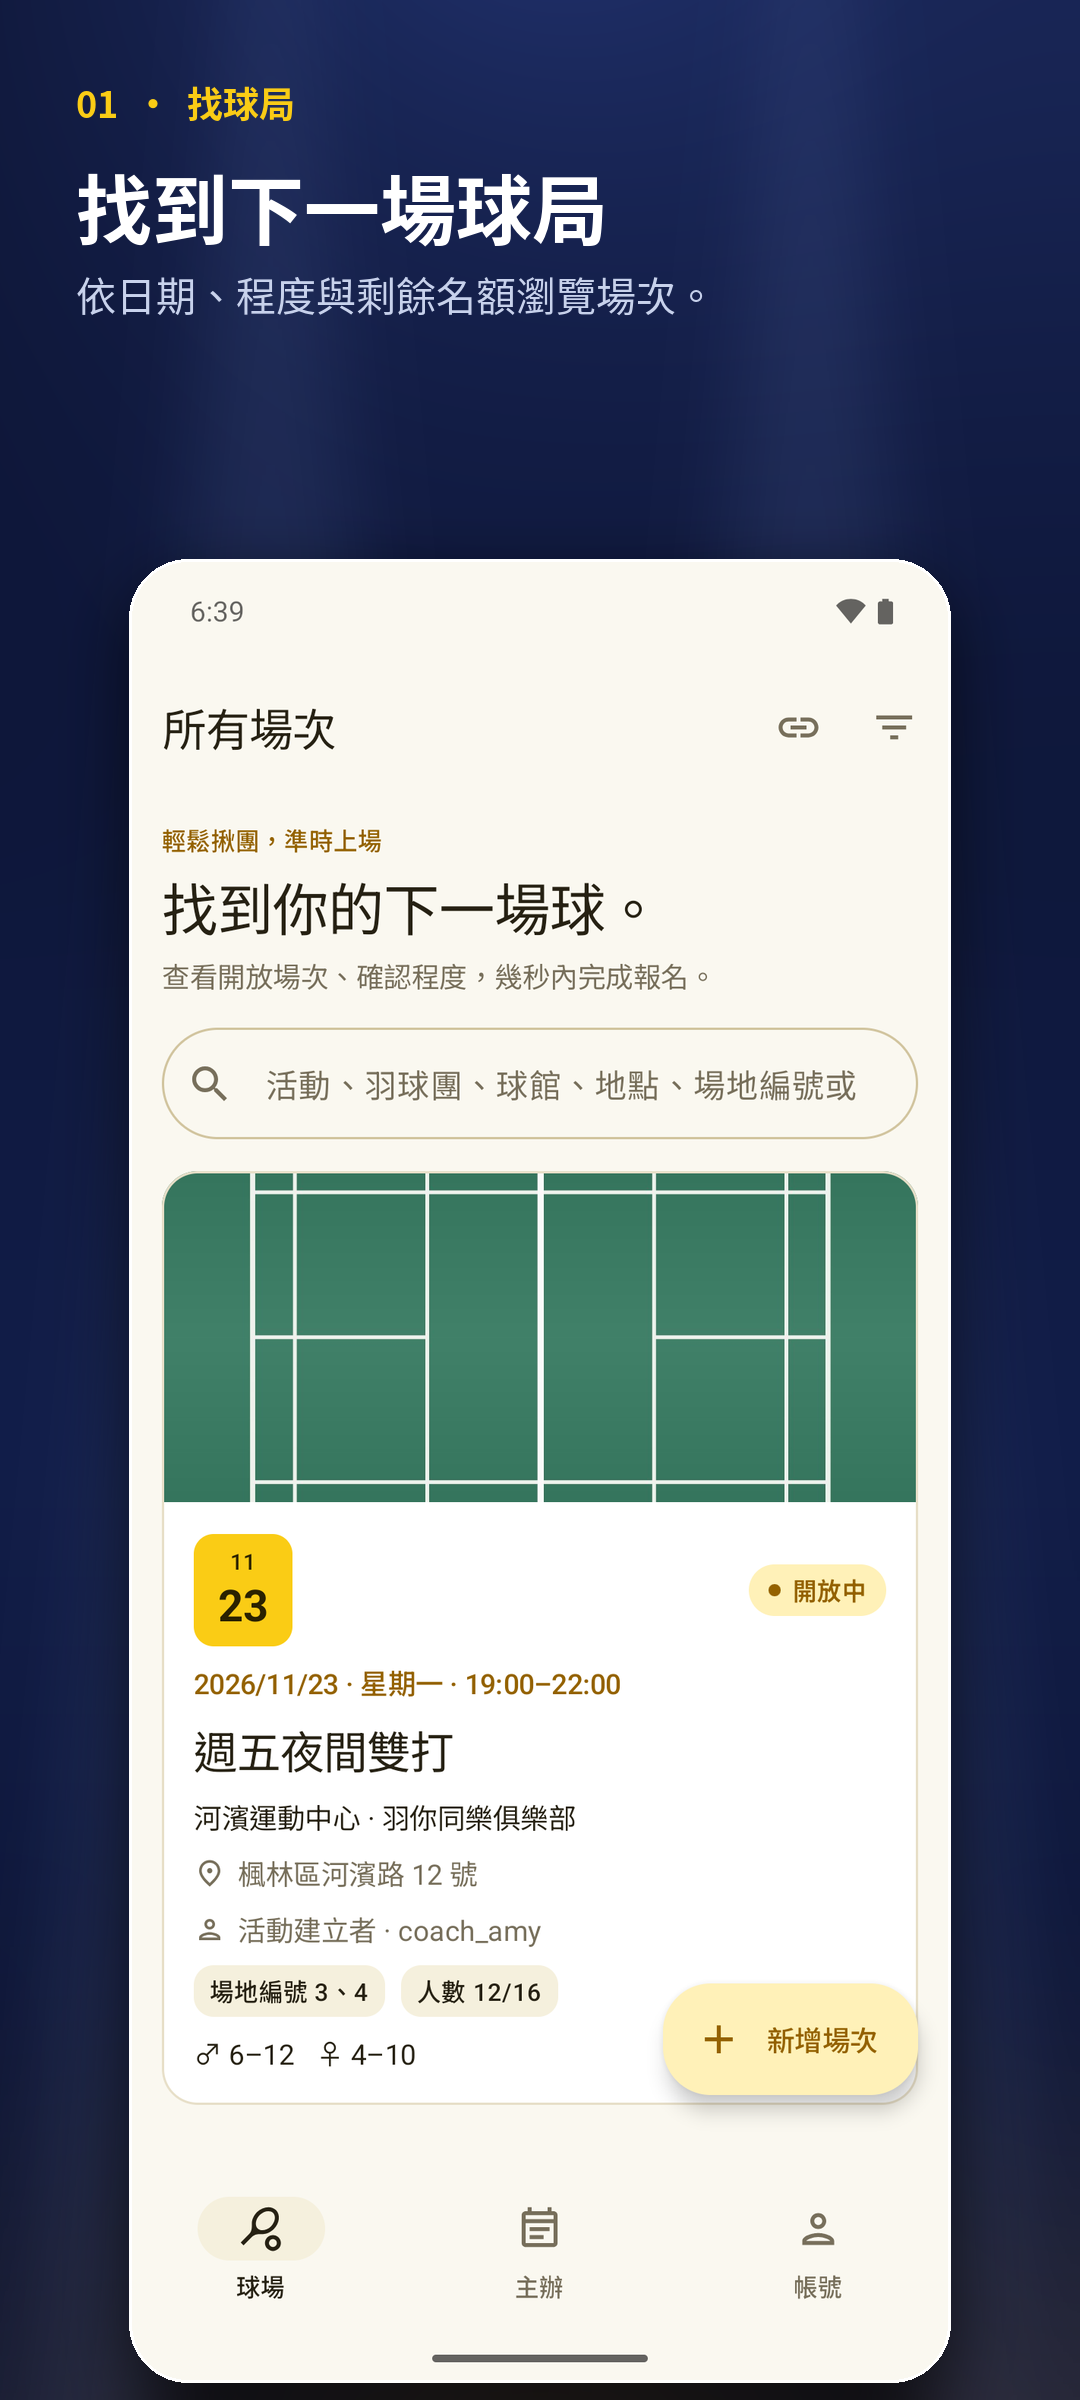 01 • 找球局
找到下一場球局
依日期、程度與剩餘名額瀏覽場次。
6:39
所有場次
輕鬆揪團，準時上場
找到你的下一場球。
查看開放場次、確認程度，幾秒內完成報名。
活動、羽球團、球館、地點、場地編號或
11
23
開放中
2026/11/23 · 星期一 · 19:00–22:00
週五夜間雙打
河濱運動中心 · 羽你同樂俱樂部
楓林區河濱路 12 號
活動建立者 · coach_amy
場地編號 3、4
人數 12/16
♂ 6–12 ♀ 4–10
新增場次
球場
主辦
帳號